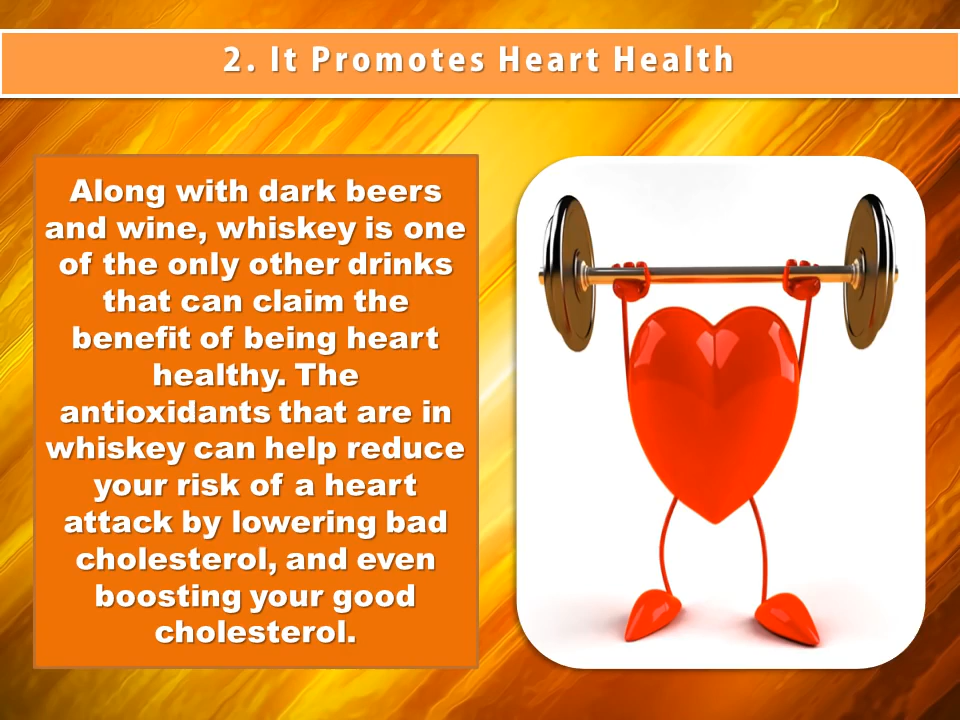 2. It Promotes Heart Health
Along with dark beers
and wine, whiskey is one
of the only other drinks
that can claim the
benefit of being heart
healthy. The
antioxidants that are in
whiskey can help reduce
your risk of a heart
attack by lowering bad
cholesterol, and even
boosting your good
cholesterol.